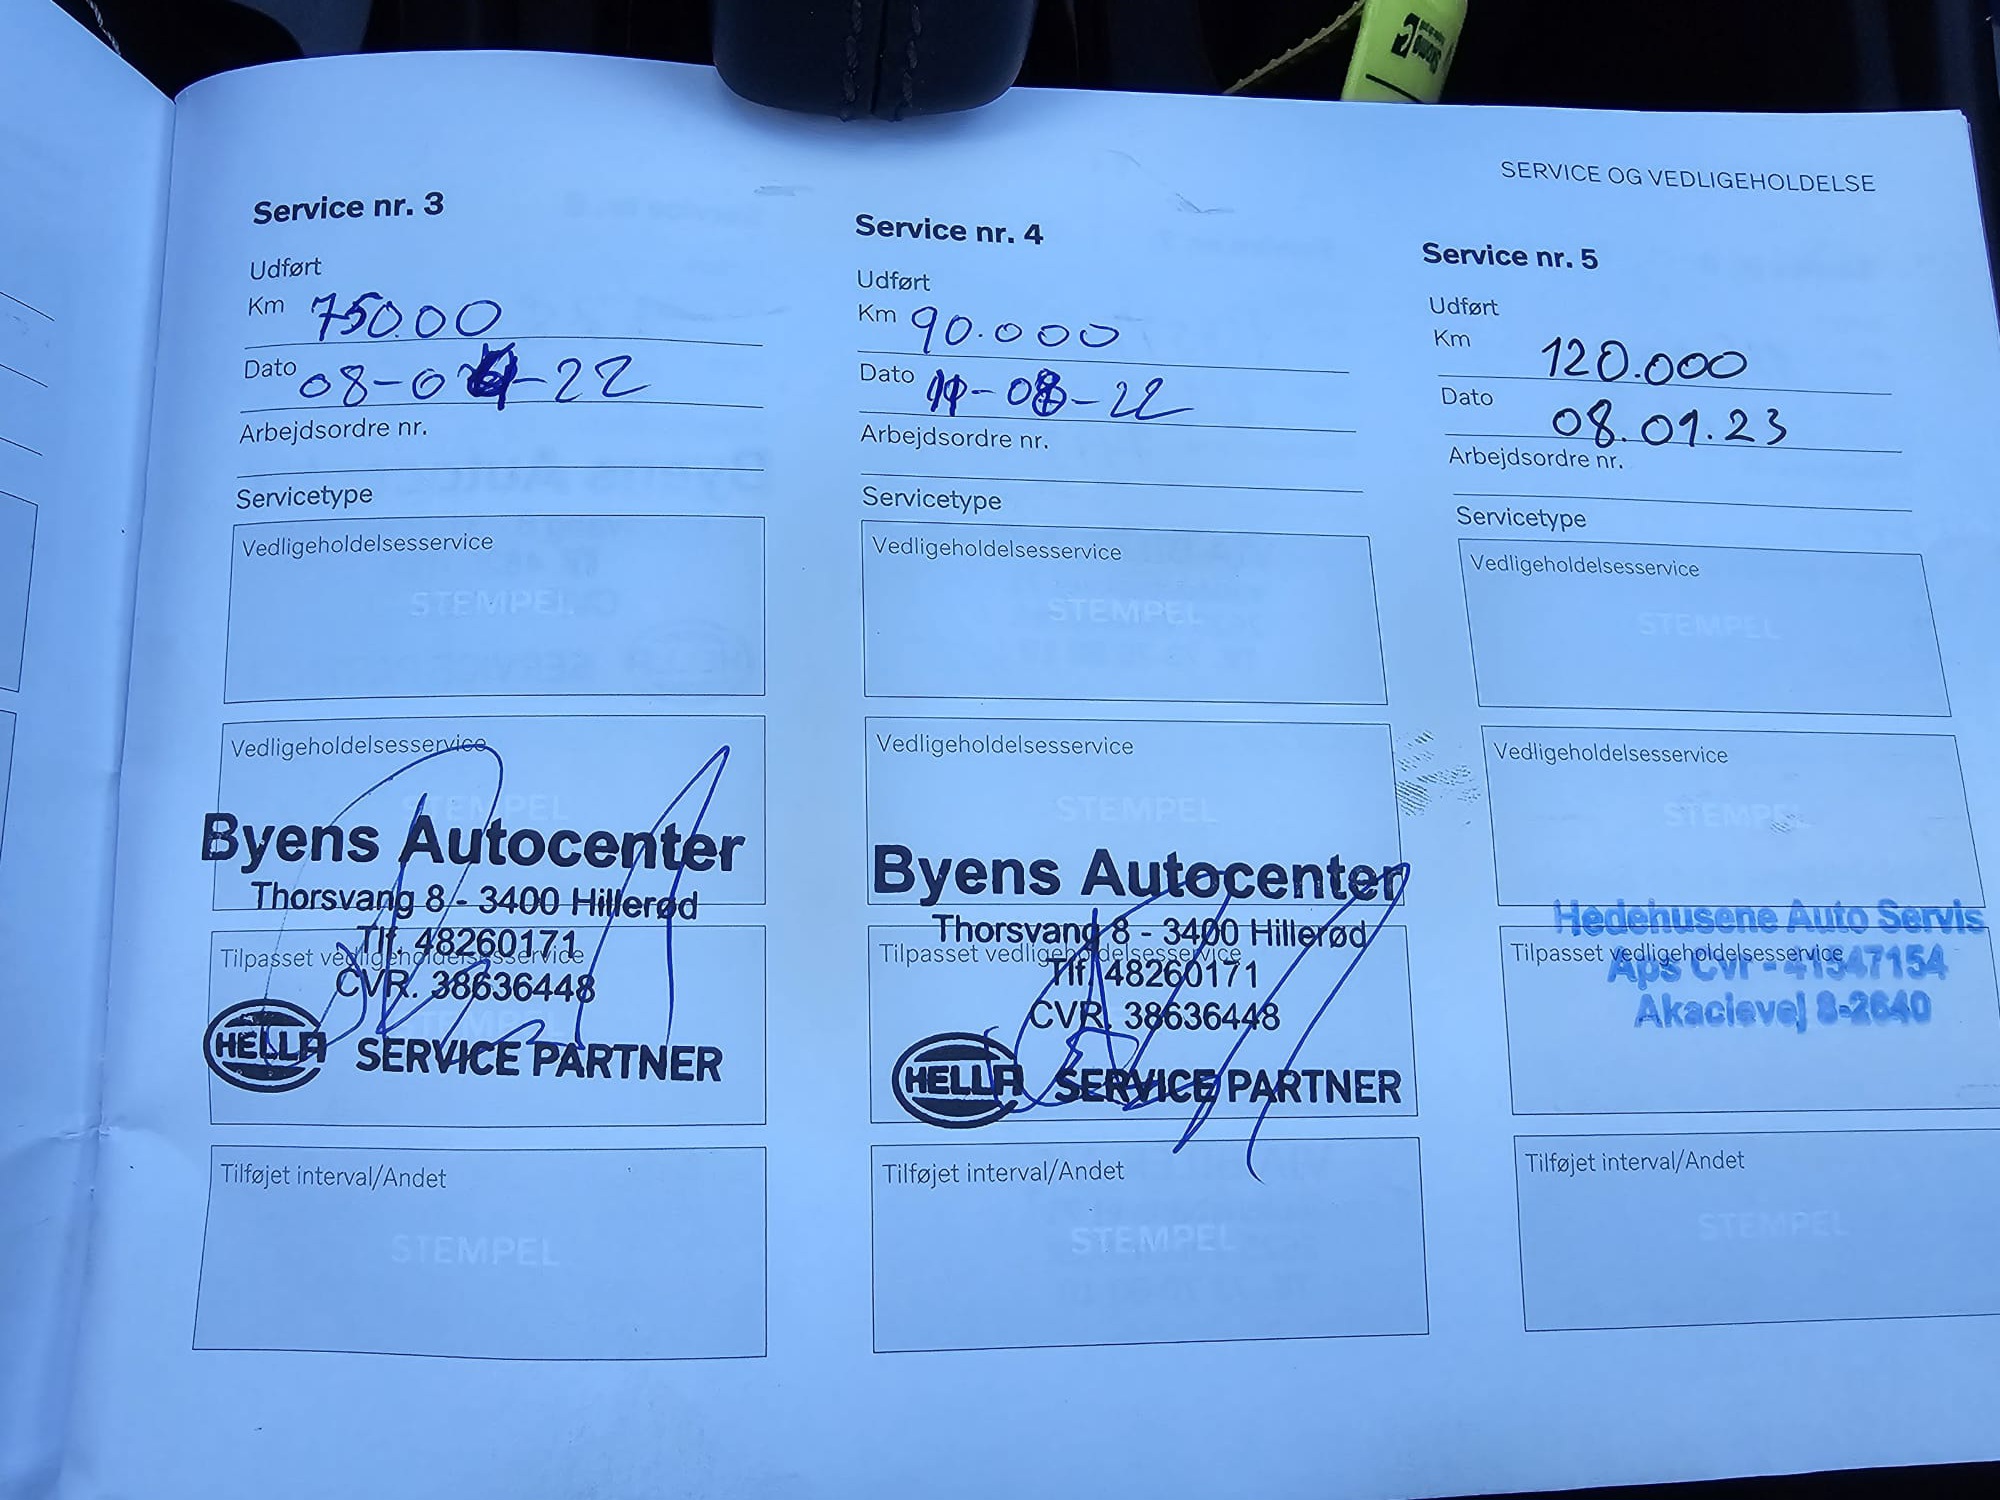 SERVICE OG VEDLIGEHOLDELSE
Service nr. 3
Udført
Km 75000
Dato 08-04-22
Arbejdsordre nr.
Servicetype
Vedligeholdelsesservice
STEMPEL
Vedligeholdelsesservice
STEMPEL
Byens Autocenter
Thorsvang 8 - 3400 Hillerød
Tlf. 48260171
Tilpasset vedligeholdelsesservice
CVR. 38636448
HELLA SERVICE PARTNER
Tilføjet interval/Andet
STEMPEL
Service nr. 4
Udført
Km 90.000
Dato 11-08-22
Arbejdsordre nr.
Servicetype
Vedligeholdelsesservice
STEMPEL
Vedligeholdelsesservice
STEMPEL
Byens Autocenter
Thorsvang 8 - 3400 Hillerød
Tilpasset vedligeholdelsesservice
Tlf. 48260171
CVR. 38636448
HELLA SERVICE PARTNER
Tilføjet interval/Andet
STEMPEL
Service nr. 5
Udført
Km 120.000
Dato 08.01.23
Arbejdsordre nr.
Servicetype
Vedligeholdelsesservice
STEMPEL
Vedligeholdelsesservice
STEMPEL
Hedehusene Auto Servis
Tilpasset vedligeholdelsesservice
Aps Cvr - 41547154
Akacievej 8-2640
Tilføjet interval/Andet
STEMPEL